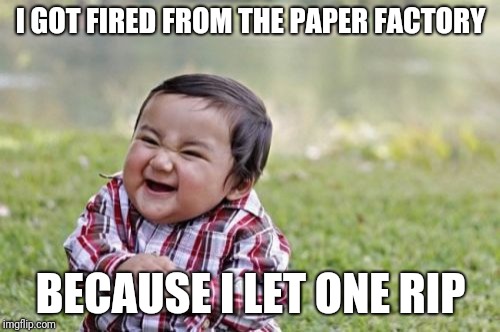 I GOT FIRED FROM THE PAPER FACTORY
BECAUSE I LET ONE RIP
imgflip.com